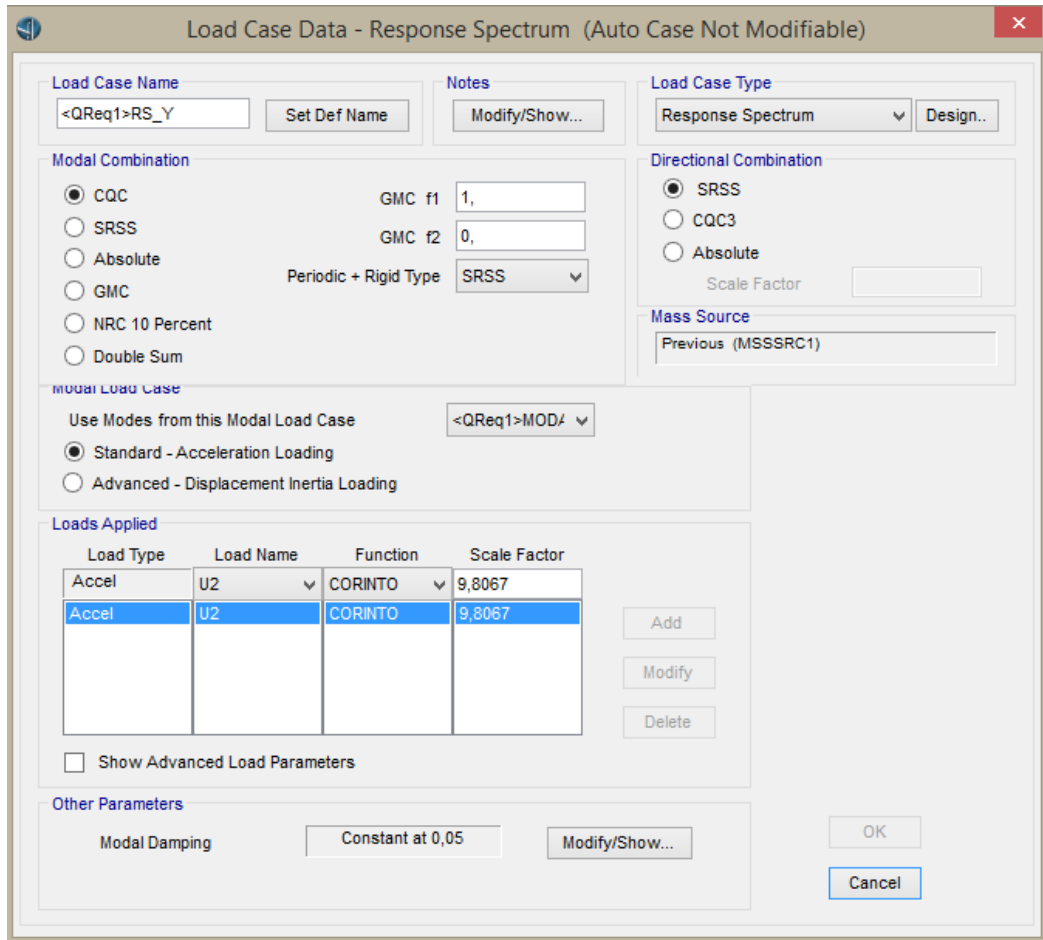 Load Case Data - Response Spectrum (Auto Case Not Modifiable)
Load Case Name
<QReq1>RS_Y
Set Def Name
Notes
Modify/Show...
Load Case Type
Response Spectrum
Design..
Modal Combination
CQC
SRSS
Absolute
GMC
NRC 10 Percent
Double Sum
GMC f1
1,
GMC f2
0,
Periodic + Rigid Type
SRSS
Directional Combination
SRSS
CQC3
Absolute
Scale Factor
Mass Source
Previous (MSSSRC1)
Modal Load Case
Use Modes from this Modal Load Case
<QReq1>MODA
Standard - Acceleration Loading
Advanced - Displacement Inertia Loading
Loads Applied
Load Type Load Name Function Scale Factor
Accel U2 CORINTO 9,8067
Accel U2 CORINTO 9,8067
Add
Modify
Delete
Show Advanced Load Parameters
Other Parameters
Modal Damping
Constant at 0,05
Modify/Show...
OK
Cancel